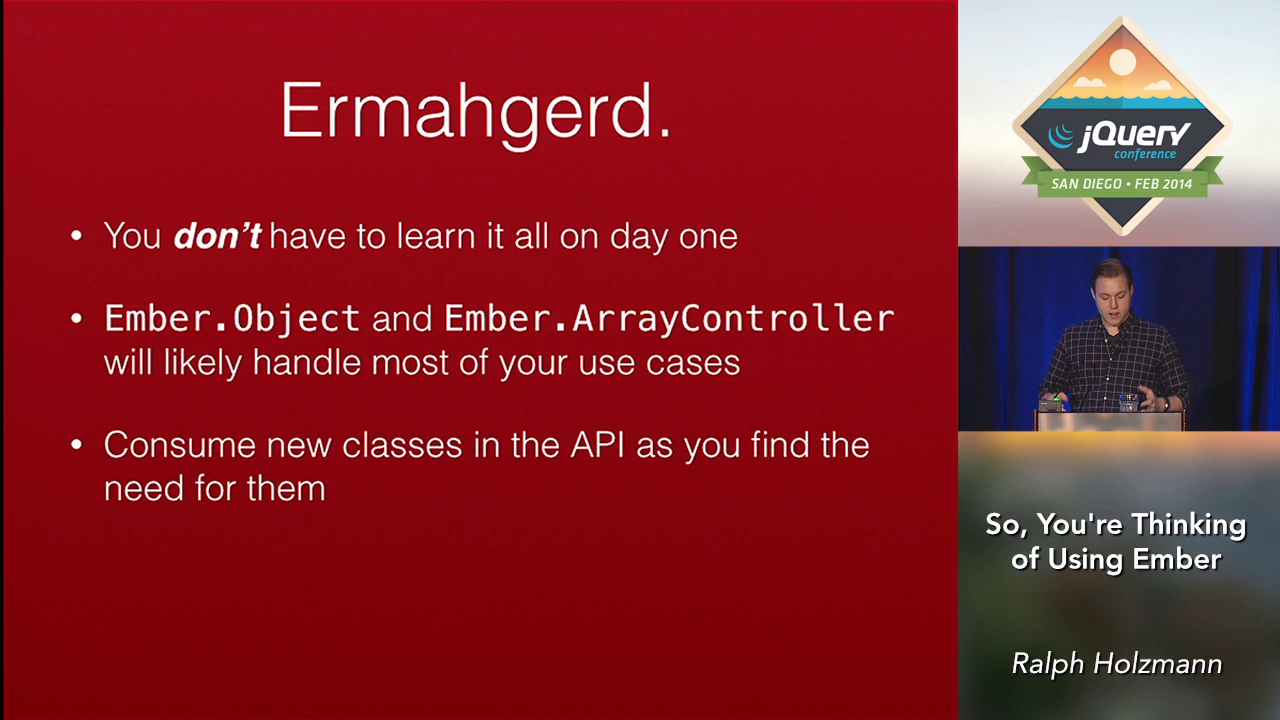 Ermahgerd.
• You don’t have to learn it all on day one
• Ember.Object and Ember.ArrayController
will likely handle most of your use cases
• Consume new classes in the API as you find the
need for them
jQuery
conference
SAN DIEGO • FEB 2014
So, You're Thinking
of Using Ember
Ralph Holzmann